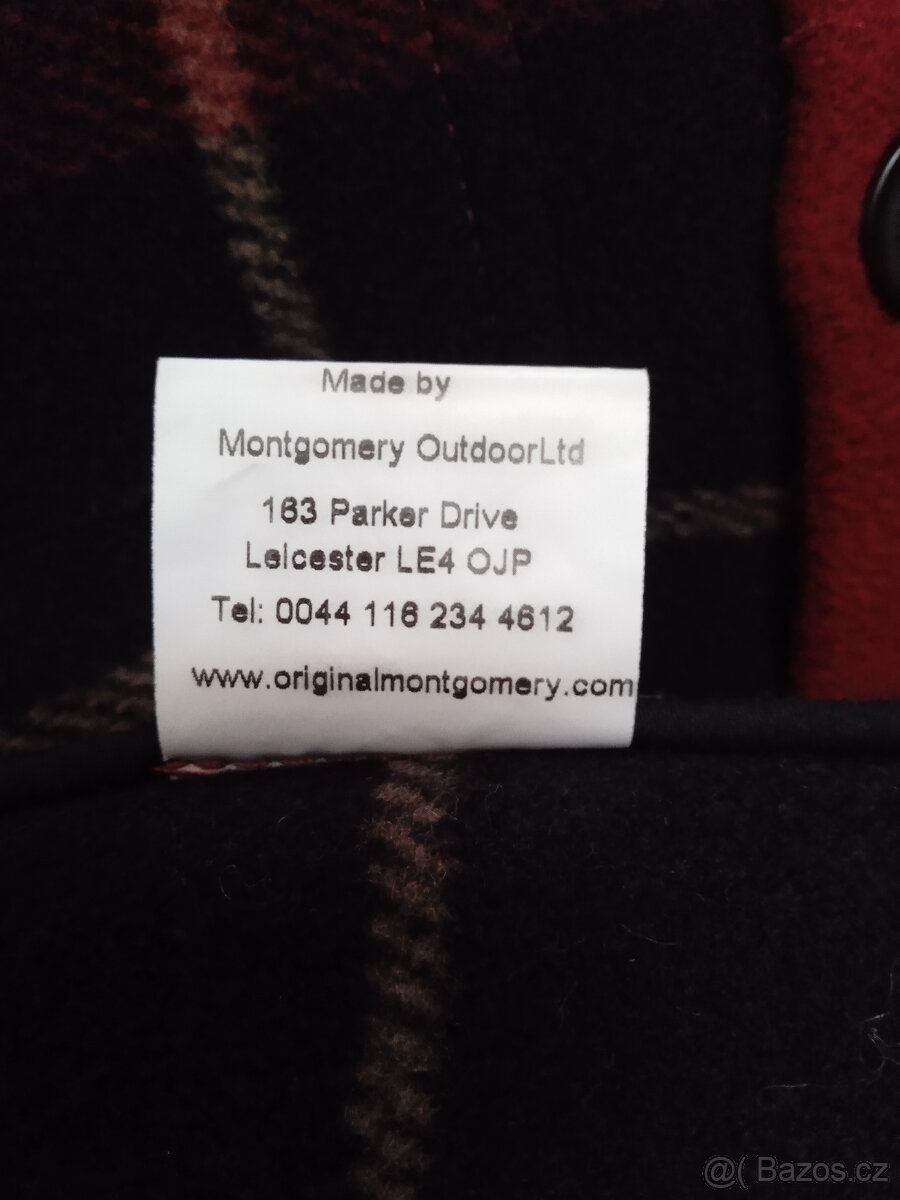 Made by
Montgomery OutdoorLtd
163 Parker Drive
Leicester LE4 OJP
Tel: 0044 116 234 4612
www.originalmontgomery.com
@( Bazos.cz